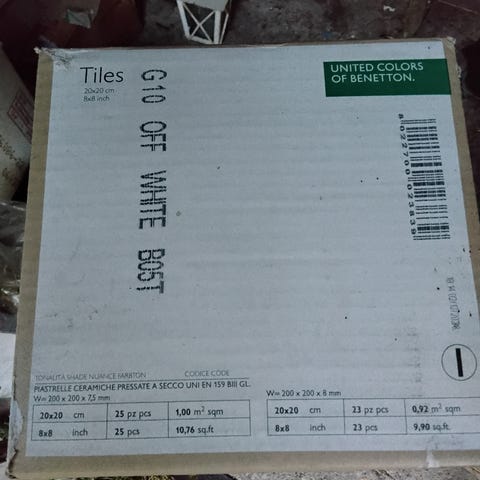 Tiles
20x20 cm
8x8 inch
UNITED COLORS
OF BENETTON.
G10 OFF WHITE B05T
8022700023839
TONALITÀ SHADE NUANCE FARBTON CODICE CODE
PIASTRELLE CERAMICHE PRESSATE A SECCO UNI EN 159 BIII GL.
W= 200 x 200 x 7,5 mm
20x20 cm 25 pz pcs 1,00 m² sqm
8x8 inch 25 pcs 10,76 sq.ft.
W= 200 x 200 x 8 mm
20x20 cm 23 pz pcs 0,92 m² sqm
8x8 inch 23 pcs 9,90 sq.ft.